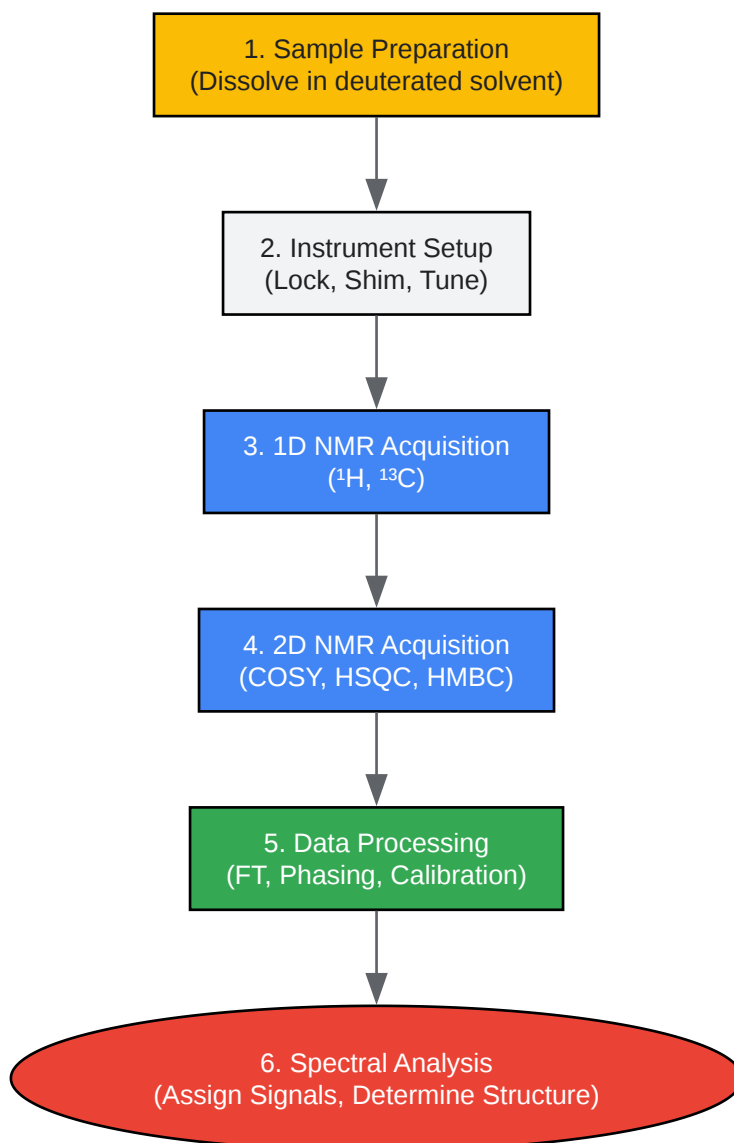 1. Sample Preparation
(Dissolve in deuterated solvent)
2. Instrument Setup
(Lock, Shim, Tune)
3. 1D NMR Acquisition
(¹H, ¹³C)
4. 2D NMR Acquisition
(COSY, HSQC, HMBC)
5. Data Processing
(FT, Phasing, Calibration)
6. Spectral Analysis
(Assign Signals, Determine Structure)